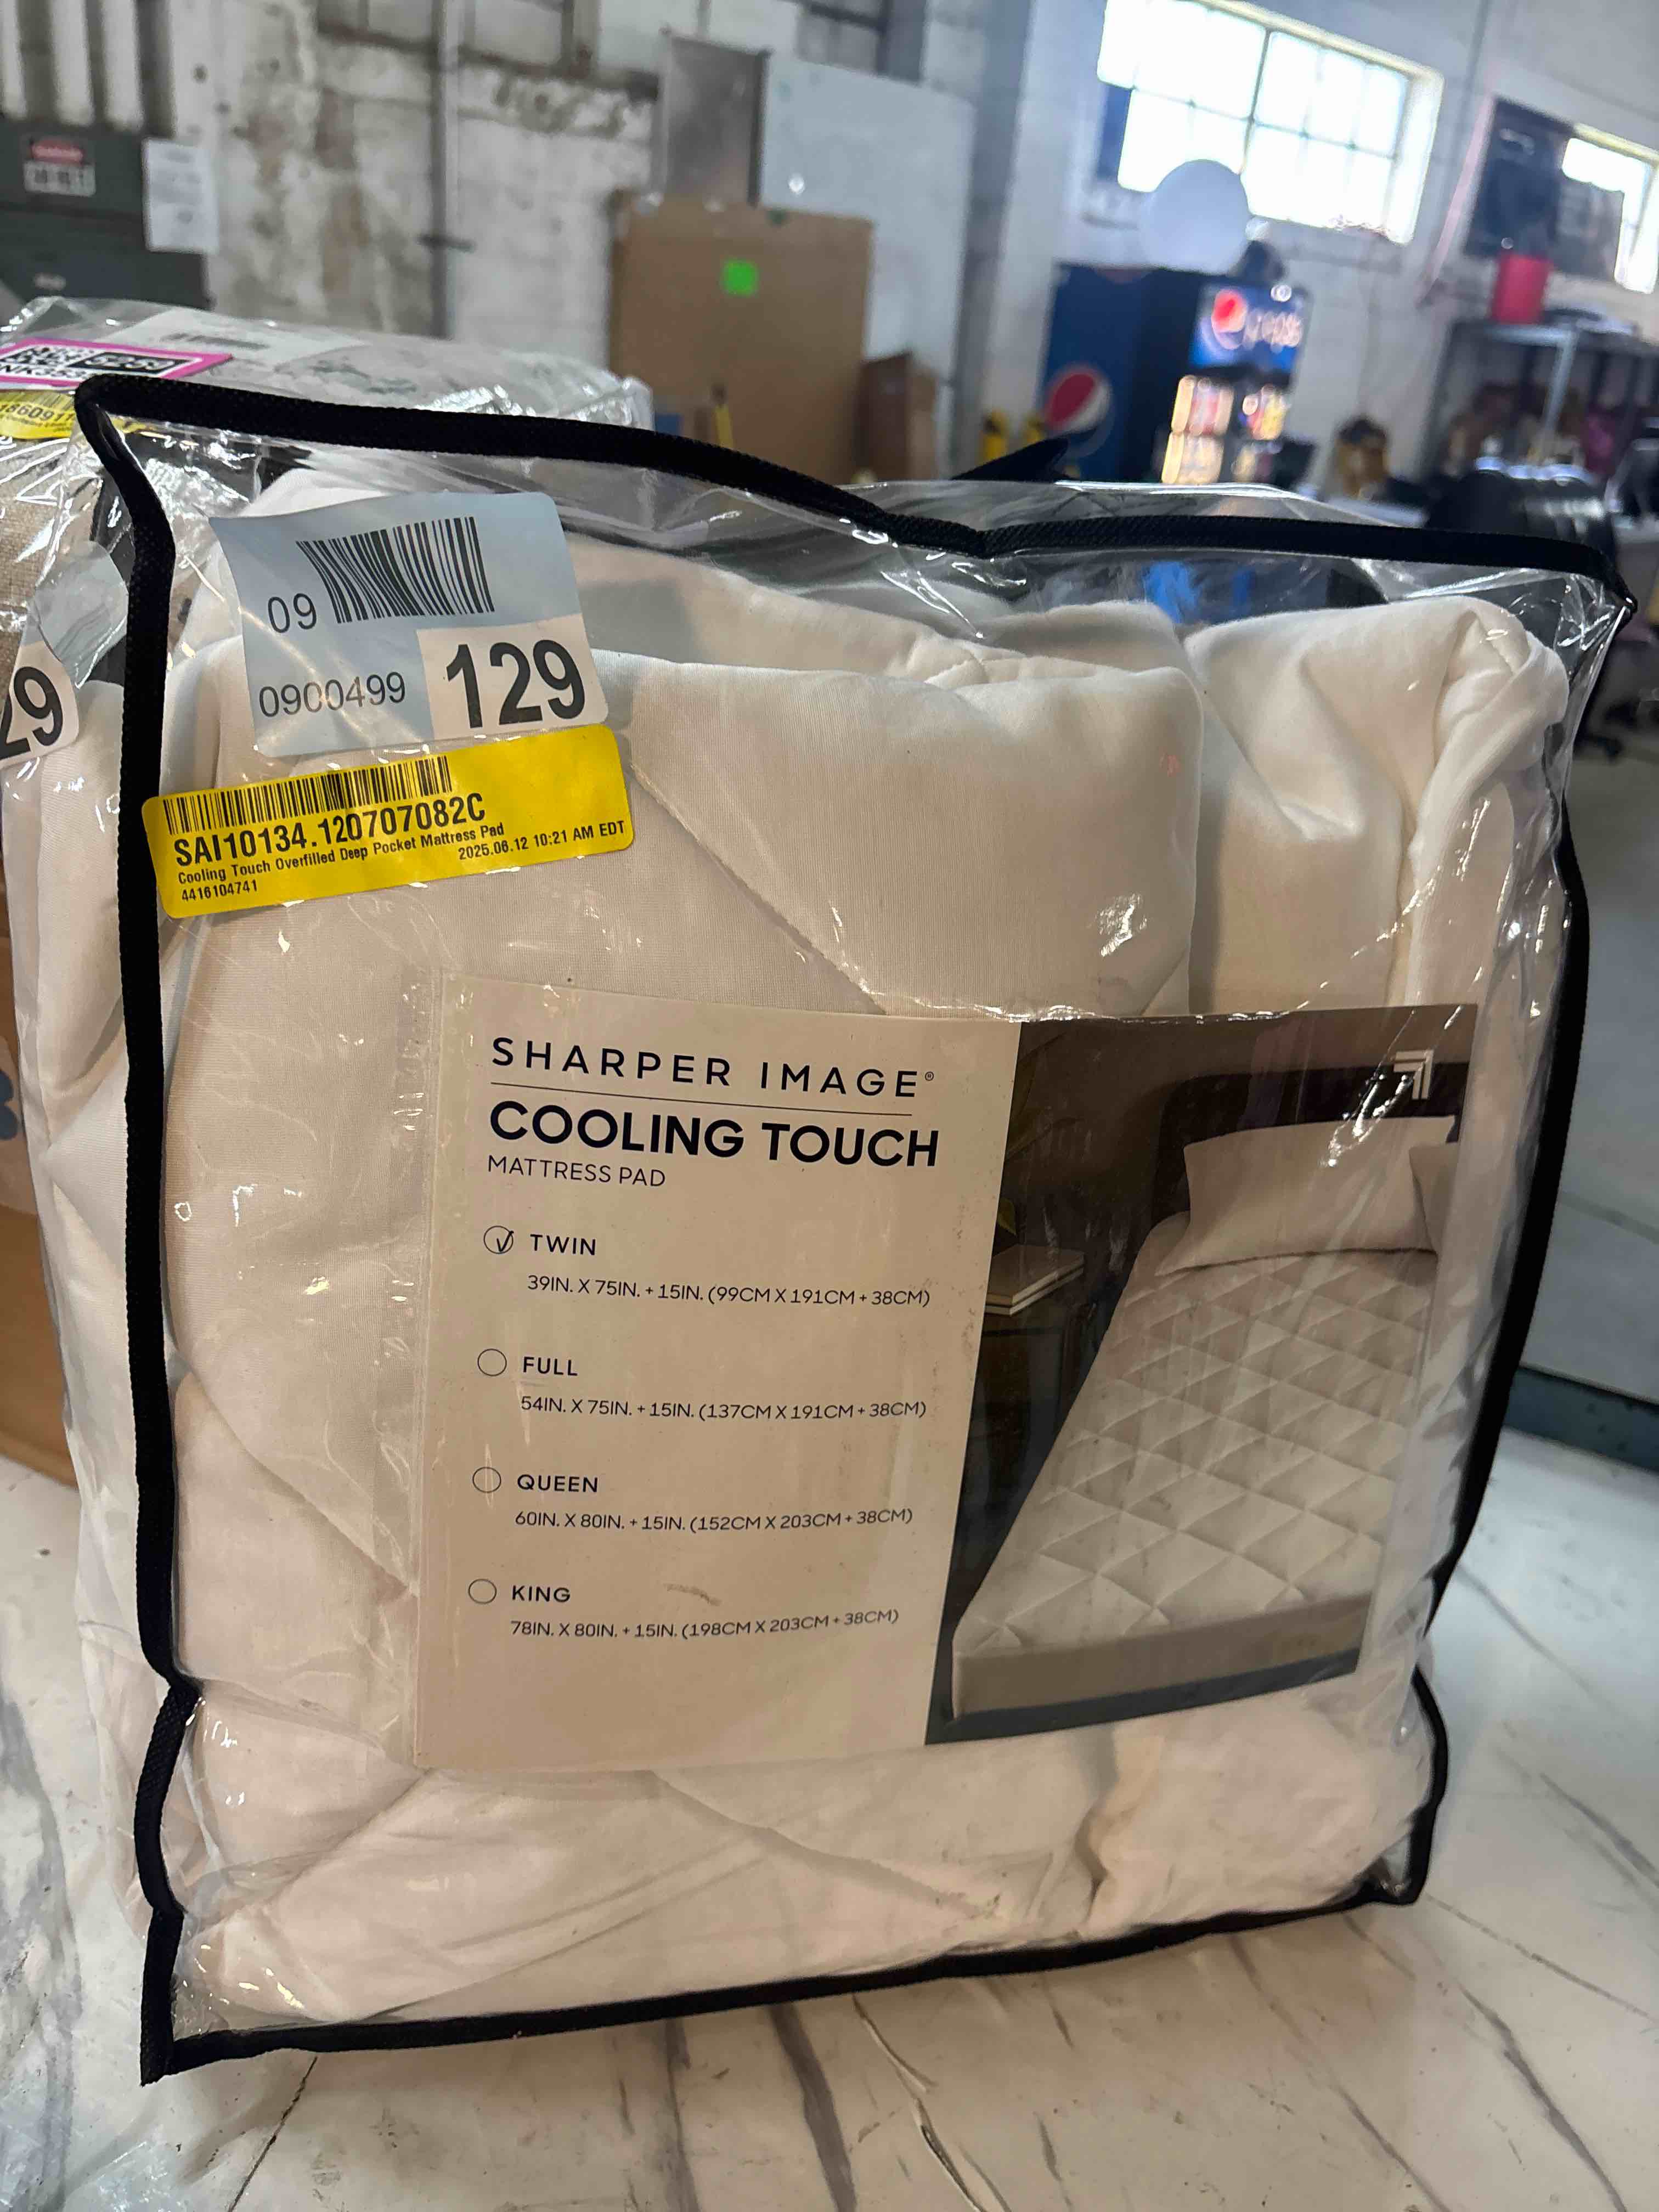 09
0900499
129
SAI10134.120707082C
Cooling Touch Overfilled Deep Pocket Mattress Pad
2025.06.12 10:21 AM EDT
4416104741
SHARPER IMAGE®
COOLING TOUCH
MATTRESS PAD
TWIN
39IN. X 75IN. + 15IN. (99CM X 191CM + 38CM)
FULL
54IN. X 75IN. + 15IN. (137CM X 191CM + 38CM)
QUEEN
60IN. X 80IN. + 15IN. (152CM X 203CM + 38CM)
KING
78IN. X 80IN. + 15IN. (198CM X 203CM + 38CM)
29
pepsi